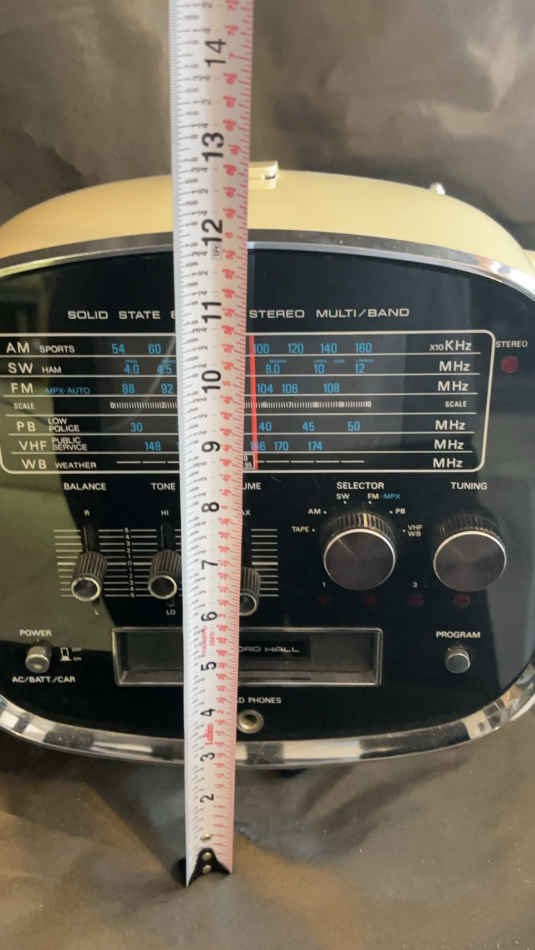 14
13
12
11
SOLID STATE STEREO MULTI/BAND
AM SPORTS 54 60 100 120 140 160 X10 KHz STEREO
SW HAM 4.0 4.5 8.0 10 12 MHz
10
FM MPX-AUTO 88 92 104 106 108 MHz
SCALE SCALE
PB LOW POLICE 30 40 45 50 MHz
9
VHF PUBLIC SERVICE 148 170 174 MHz
WB WEATHER MHz
BALANCE TONE SELECTOR TUNING
SW FM-MPX
8
R HI AM PB
TAPE VHF
WB
7
1 3
6
LO
POWER PROGRAM
5
AC/BATT/CAR
PHONES
4
3
2